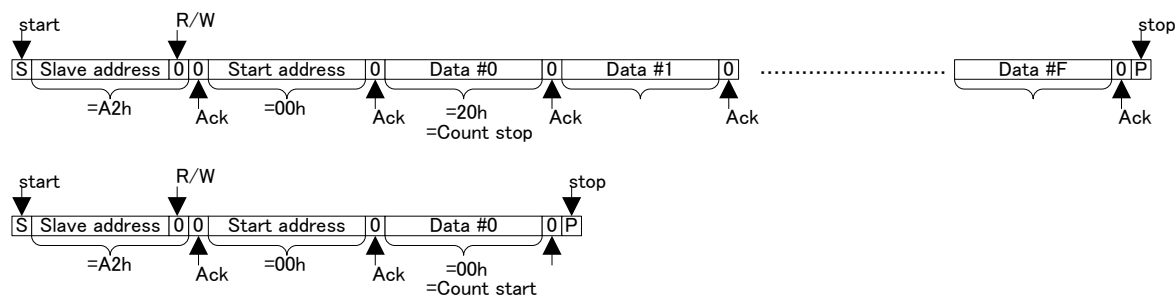 start R/W stop
S Slave address 0 0 Start address 0 Data #0 0 Data #1 0 ........................ Data #F 0 P
=A2h Ack =00h Ack =20h Ack Ack Ack
=Count stop
start R/W stop
S Slave address 0 0 Start address 0 Data #0 0 P
=A2h Ack =00h Ack =00h
=Count start